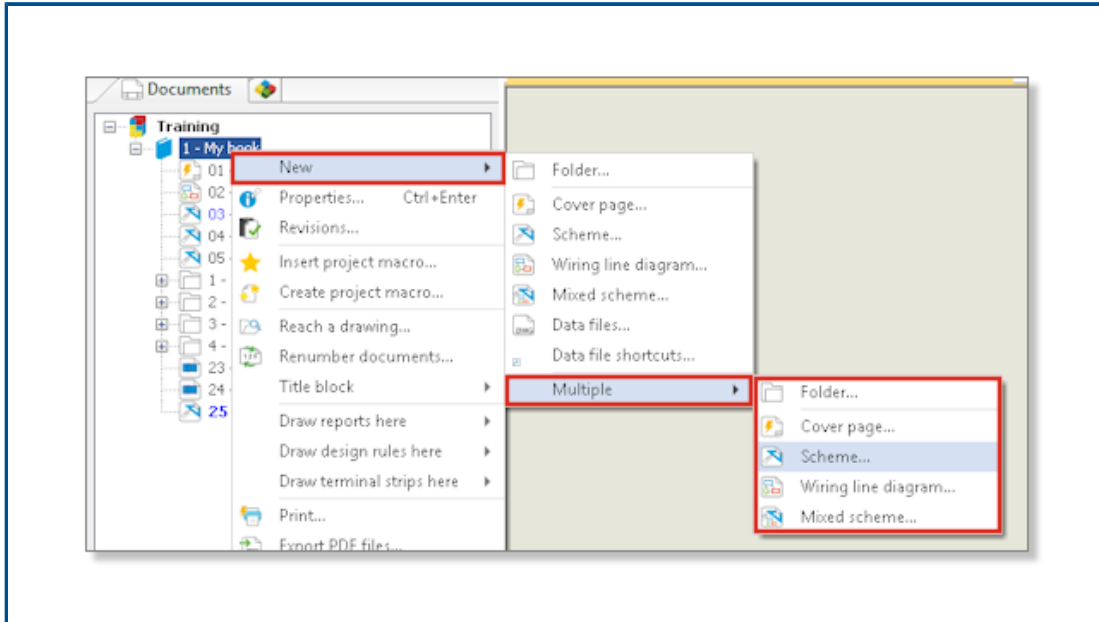 Documents
Training
1 - My book
01
02
03
04
05
1 -
2 -
3 -
4 -
23
24
25
New
Properties... Ctrl+Enter
Revisions...
Insert project macro...
Create project macro...
Reach a drawing...
Renumber documents...
Title block
Draw reports here
Draw design rules here
Draw terminal strips here
Print...
Export PDF files...
Folder...
Cover page...
Scheme...
Wiring line diagram...
Mixed scheme...
Data files...
Data file shortcuts...
Multiple
Folder...
Cover page...
Scheme...
Wiring line diagram...
Mixed scheme...